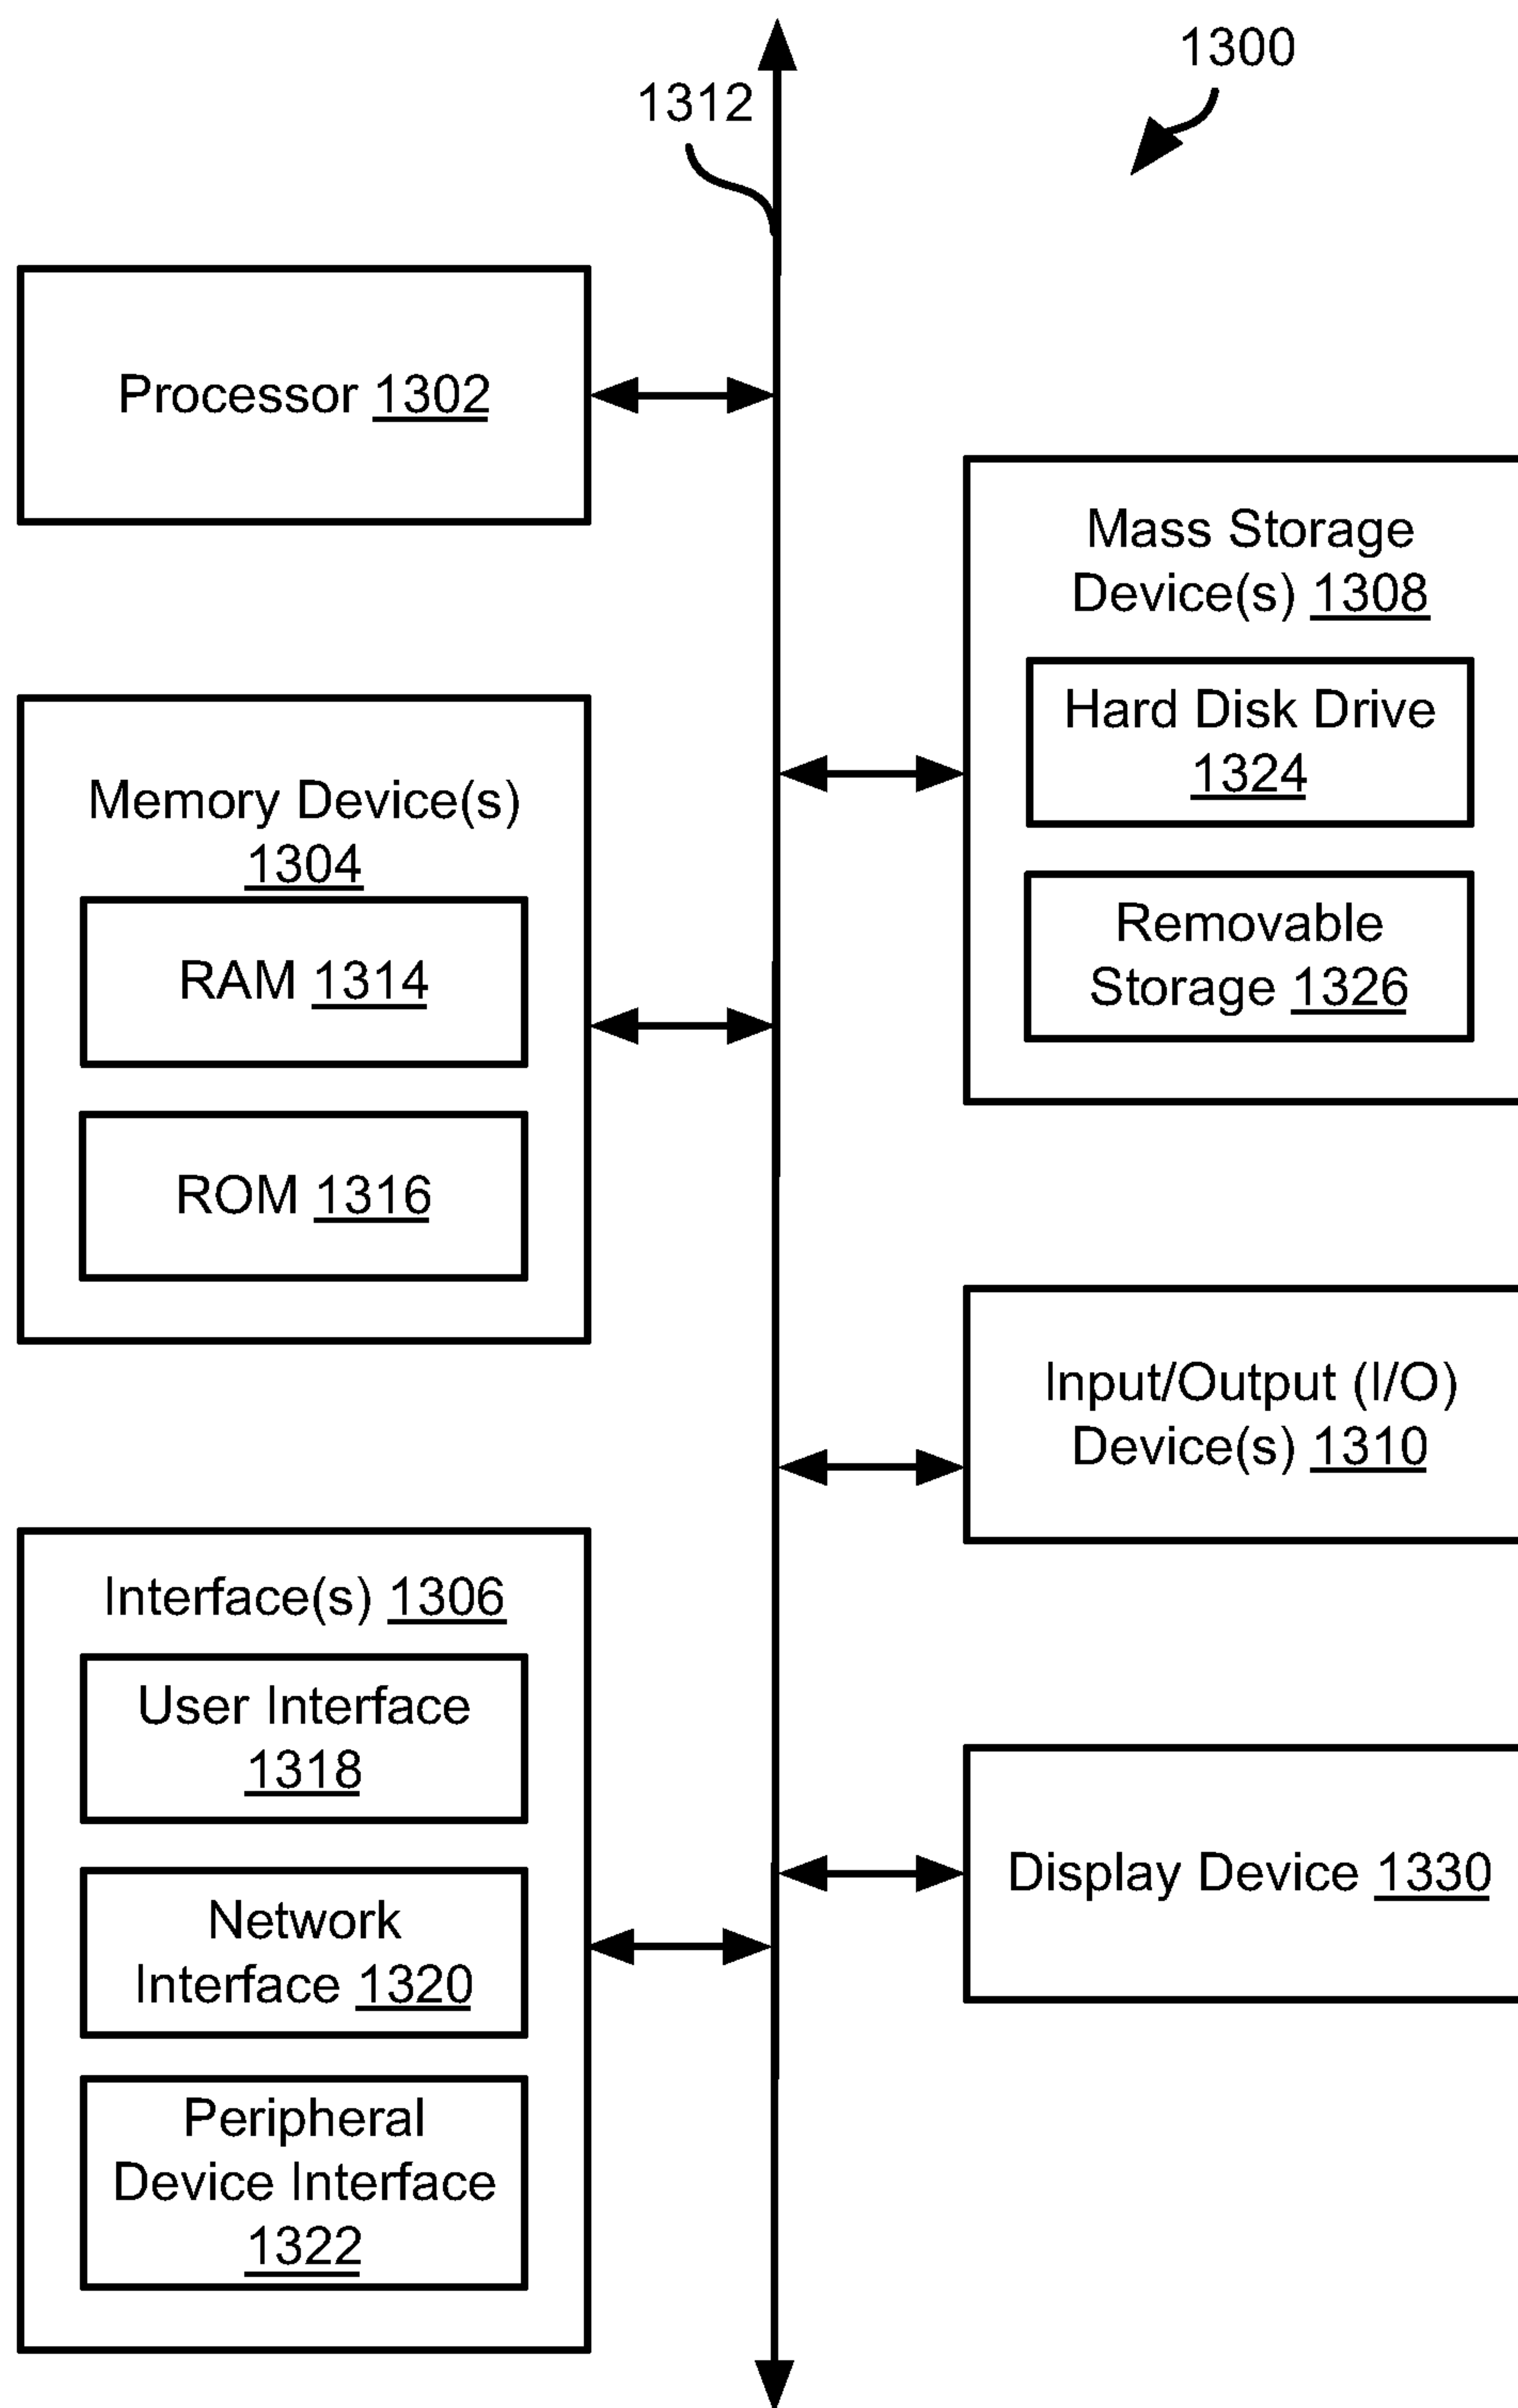 1300
1312
Processor 1302
Mass Storage
Device(s) 1308
Hard Disk Drive
1324
Removable
Storage 1326
Memory Device(s)
1304
RAM 1314
ROM 1316
Input/Output (I/O)
Device(s) 1310
Interface(s) 1306
User Interface
1318
Network
Interface 1320
Peripheral
Device Interface
1322
Display Device 1330